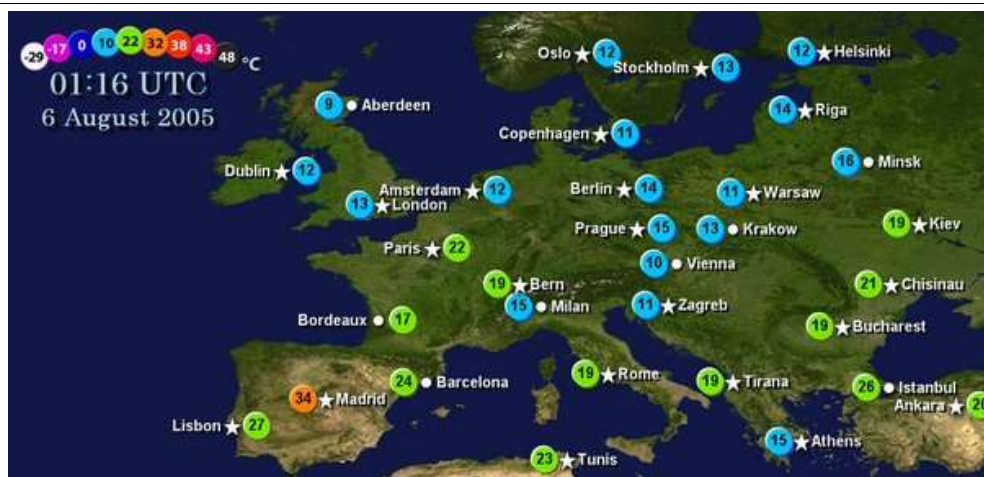 -29 -17 0 10 22 32 38 43 48 °C
01:16 UTC
6 August 2005
Oslo 12
12 Helsinki
Stockholm 13
9 Aberdeen
14 Riga
Copenhagen 11
16 Minsk
Dublin 12
Amsterdam 12
Berlin 14
11 Warsaw
13 London
19 Kiev
Prague 15
13 Krakow
Paris 22
10 Vienna
19 Bern
21 Chisinau
15 Milan
11 Zagreb
Bordeaux 17
19 Bucharest
19 Rome
19 Tirana
24 Barcelona
26 Istanbul
34 Madrid
Ankara
Lisbon 27
15 Athens
23 Tunis